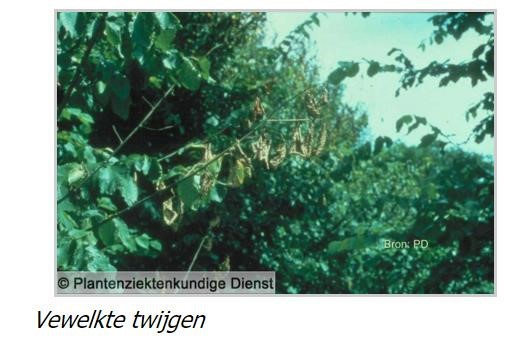 Bron: PD
© Plantenziektenkundige Dienst
Vewelkte twijgen